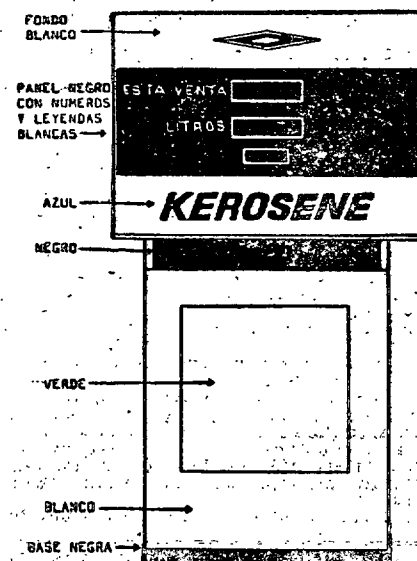 FONDO
BLANCO
PANEL NEGRO
CON NUMEROS
Y LEYENDAS
BLANCAS
ESTA VENTA
LITROS
AZUL
KEROSENE
NEGRO
VERDE
BLANCO
BASE NEGRA